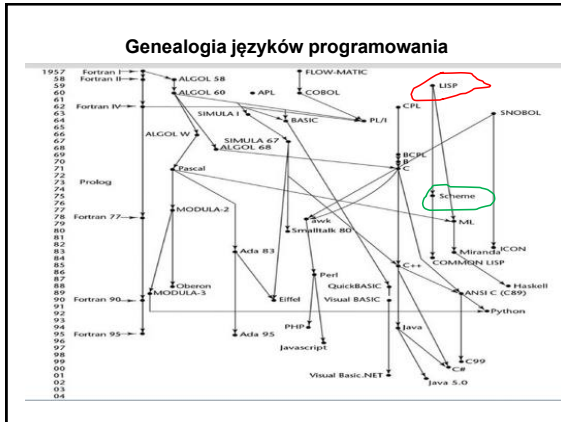 Genealogia języków programowania
1957 Fortran I FLOW-MATIC
58 Fortran II ALGOL 58
59 LISP
60 ALGOL 60 APL COBOL
61
62 Fortran IV CPL
63 SIMULA I SNOBOL
64 BASIC PL/I
65
66 ALGOL W
67 SIMULA 67
68 ALGOL 68
69 BCPL
70 B
71 Pascal C
72
73 Prolog
74
75 Scheme
76
77 MODULA-2
78 Fortran 77 awk ML
79
80 Smalltalk 80
81
82 ICON
83 Ada 83 Miranda
84 COMMON LISP
85 C++
86 Perl
87 QuickBASIC
88 Oberon Haskell
89 MODULA-3 ANSI C (C89)
90 Fortran 90 Eiffel Visual BASIC
91
92 Python
93
94 PHP
95 Fortran 95 Ada 95 Java
96
97 Javascript
98
99 C99
00 C#
01 Visual Basic.NET
02 Java 5.0
03
04